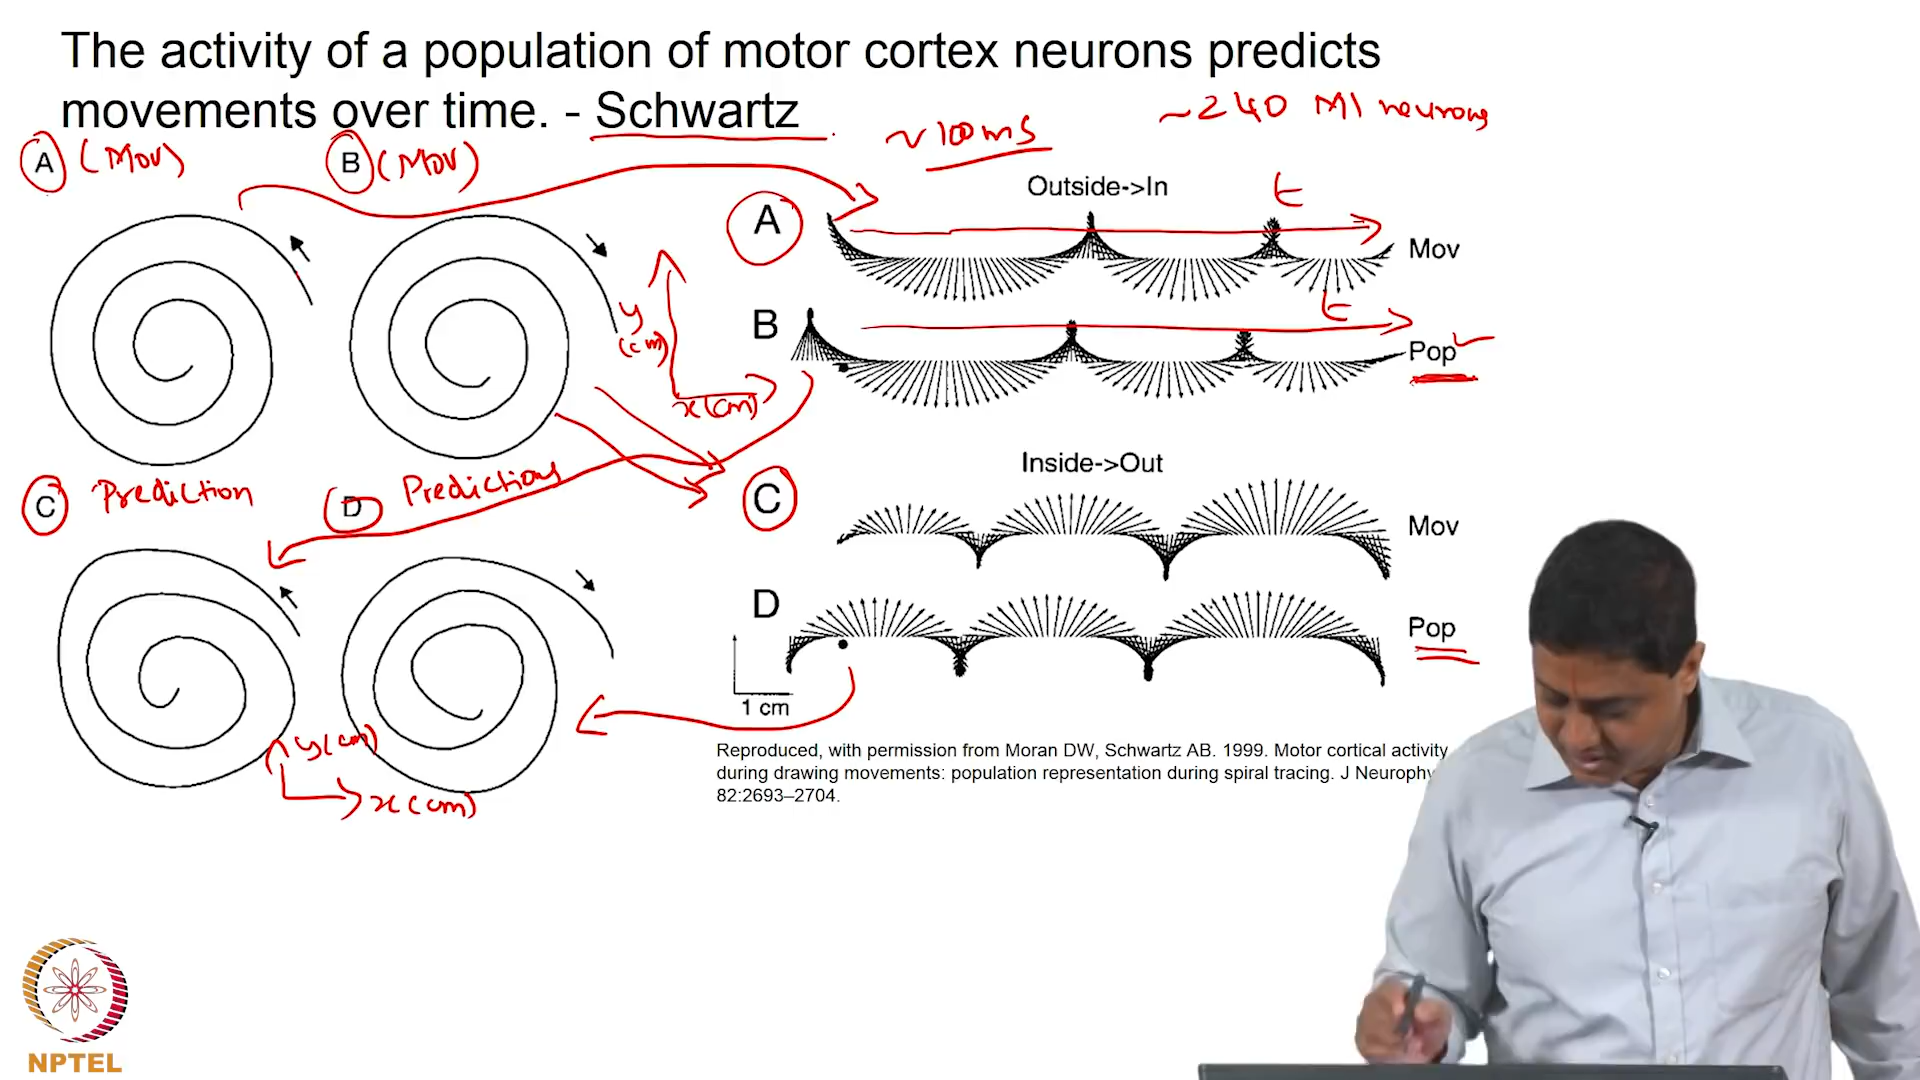 The activity of a population of motor cortex neurons predicts
movements over time. - Schwartz
~100ms
~240 MI neurons
A (Mov)
B (Mov)
Outside->In
t
A
Mov
B
t
Pop
y
(cm)
x(cm)
Inside->Out
C Prediction
D Predictions
C
Mov
D
Pop
1 cm
y(cm)
x(cm)
Reproduced, with permission from Moran DW, Schwartz AB. 1999. Motor cortical activity
during drawing movements: population representation during spiral tracing. J Neurophy
82:2693–2704.
NPTEL